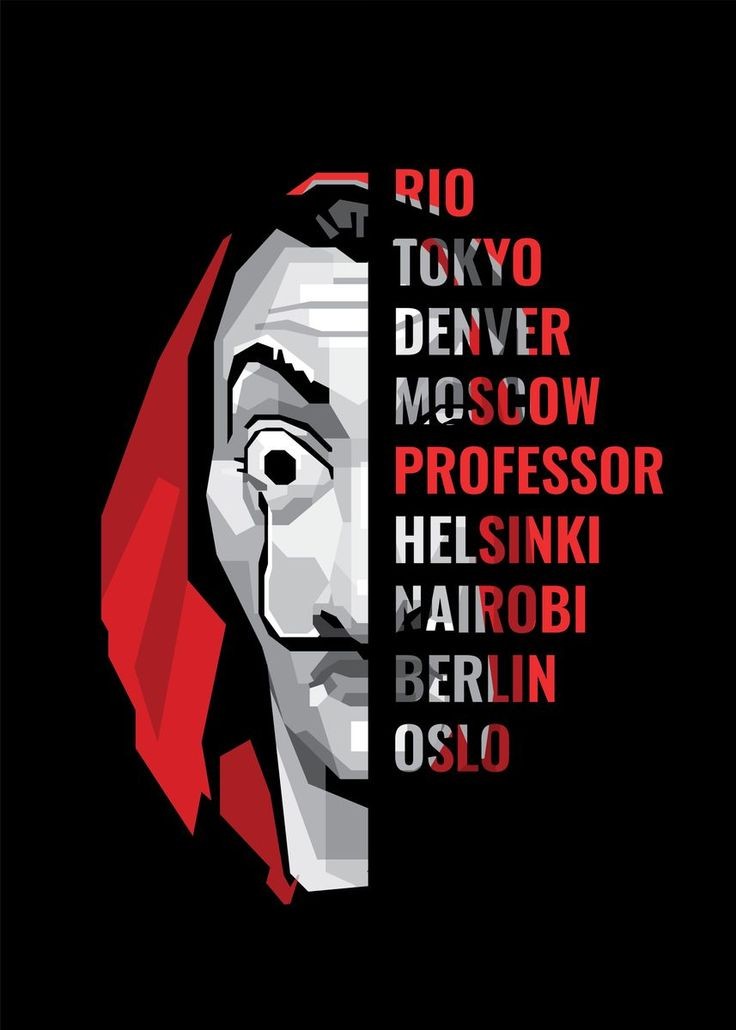 RIO
TOKYO
DENVER
MOSCOW
PROFESSOR
HELSINKI
NAIROBI
BERLIN
OSLO